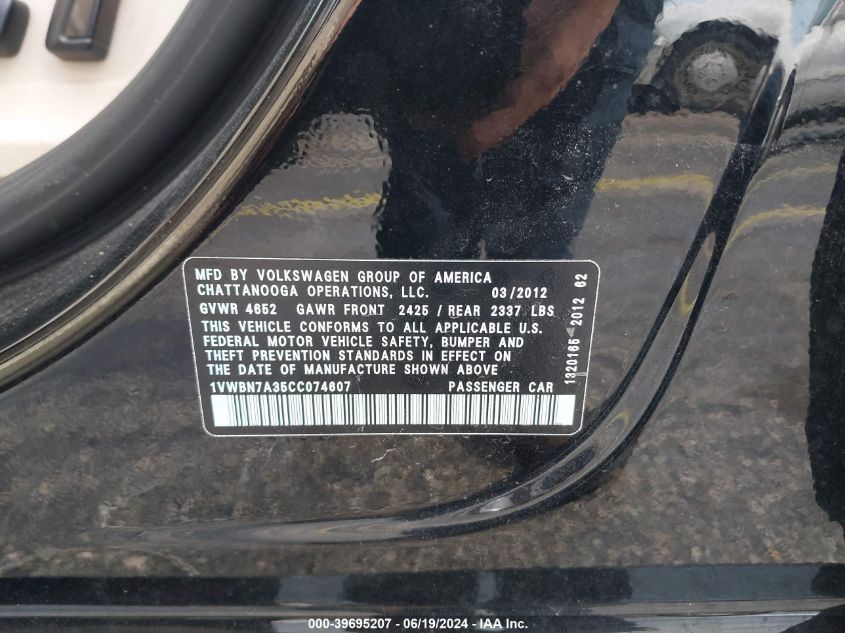 MFD BY VOLKSWAGEN GROUP OF AMERICA
CHATTANOOGA OPERATIONS, LLC. 03/2012
GVWR 4652 GAWR FRONT 2425 / REAR 2337 LBS
THIS VEHICLE CONFORMS TO ALL APPLICABLE U.S.
FEDERAL MOTOR VEHICLE SAFETY, BUMPER AND
THEFT PREVENTION STANDARDS IN EFFECT ON
THE DATE OF MANUFACTURE SHOWN ABOVE
1VWBN7A35CC074607 PASSENGER CAR
1320165 2012 62
000-39695207 - 06/19/2024 - IAA Inc.